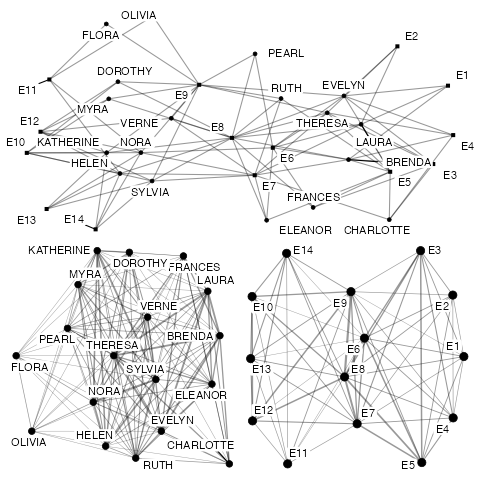 OLIVIA
FLORA
E2
PEARL
DOROTHY
E1
E11
E9
RUTH
EVELYN
MYRA
E12
VERNE
E8
THERESA
E10
KATHERINE
NORA
LAURA
E4
HELEN
E6
BRENDA
E3
E7
E5
SYLVIA
FRANCES
E13
E14
ELEANOR
CHARLOTTE
KATHERINE
DOROTHY
FRANCES
MYRA
LAURA
VERNE
PEARL
THERESA
BRENDA
FLORA
SYLVIA
NORA
ELEANOR
EVELYN
OLIVIA
HELEN
CHARLOTTE
RUTH
E14
E3
E10
E9
E2
E6
E1
E13
E8
E12
E7
E4
E11
E5